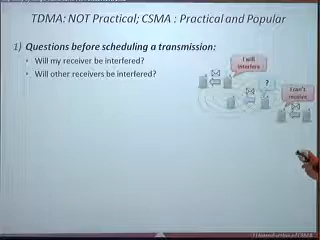 TDMA: NOT Practical; CSMA : Practical and Popular
1) Questions before scheduling a transmission:
• Will my receiver be interfered?
• Will other receivers be interfered?
I will
interfere
?
I can't
receive